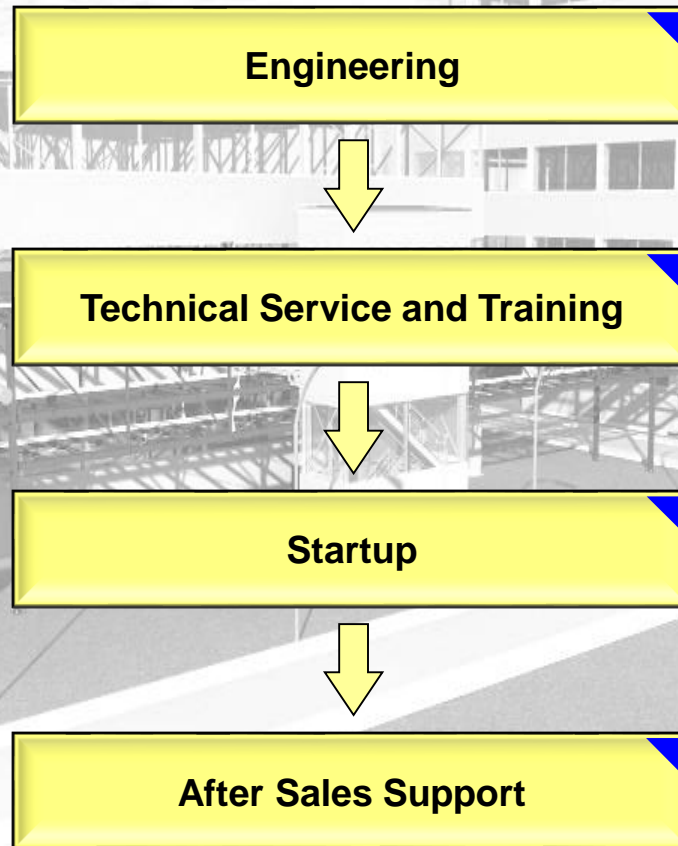 Engineering
Technical Service and Training
Startup
After Sales Support